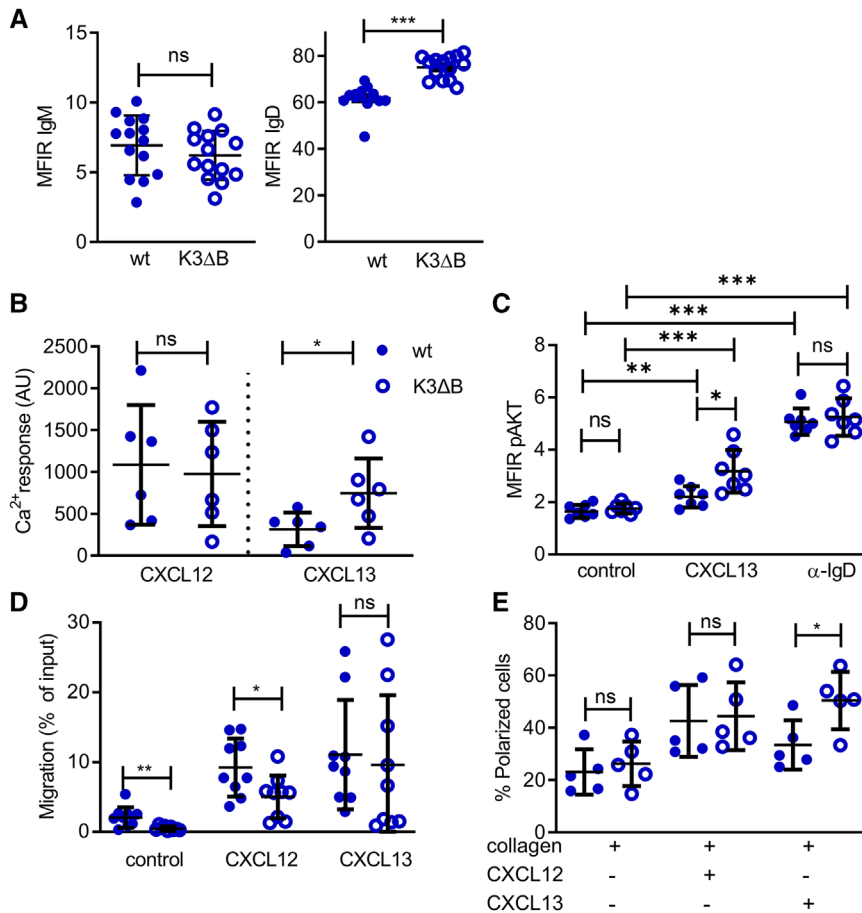 A
ns
***
MFIR IgM
15
10
5
0
wt K3ΔB
MFIR IgD
80
60
40
20
0
wt K3ΔB
B
ns
*
wt
K3ΔB
Ca2+response (AU)
2500
2000
1500
1000
500
0
CXCL12 CXCL13
C
***
***
***
**
*
ns
ns
MFIR pAKT
8
6
4
2
0
control CXCL13 α-IgD
D
**
*
ns
Migration (% of input)
30
20
10
0
control CXCL12 CXCL13
E
ns
ns
*
% Polarized cells
80
60
40
20
0
collagen + + +
CXCL12 - + -
CXCL13 - - +